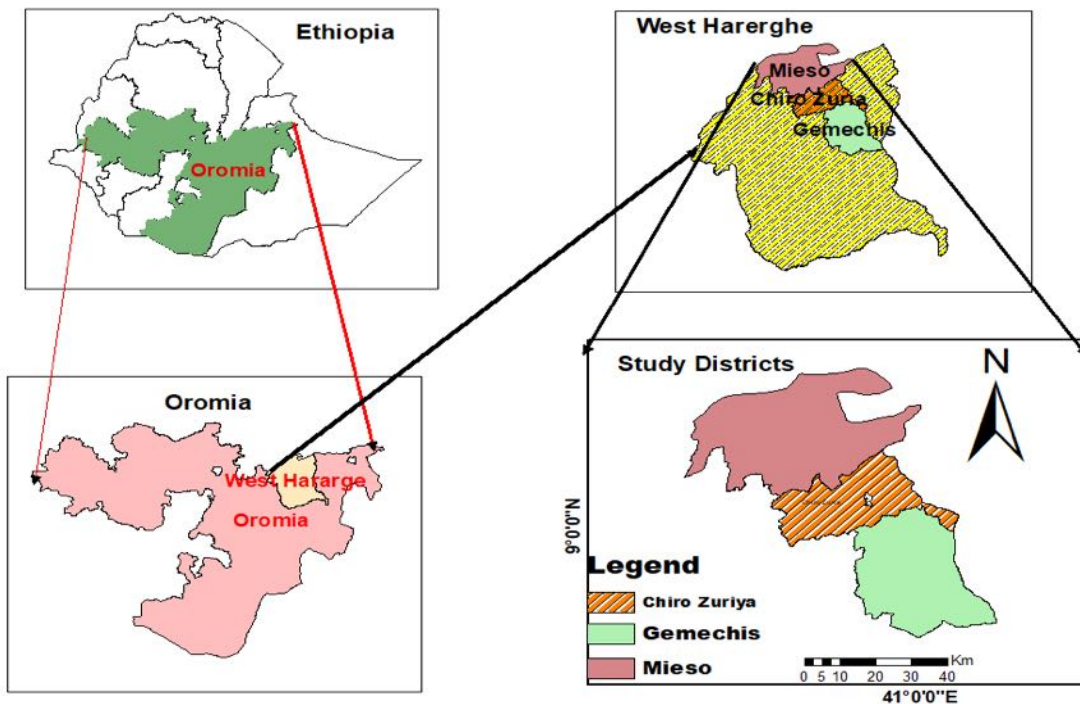 Ethiopia
Oromia
West Harerghe
Mieso
Chiro Zuria
Gemechis
Oromia
West Hararge
Oromia
Study Districts
N
9°0'0"N
Legend
Chiro Zuriya
Gemechis
Mieso
Km
0 5 10 20 30 40
41°0'0"E